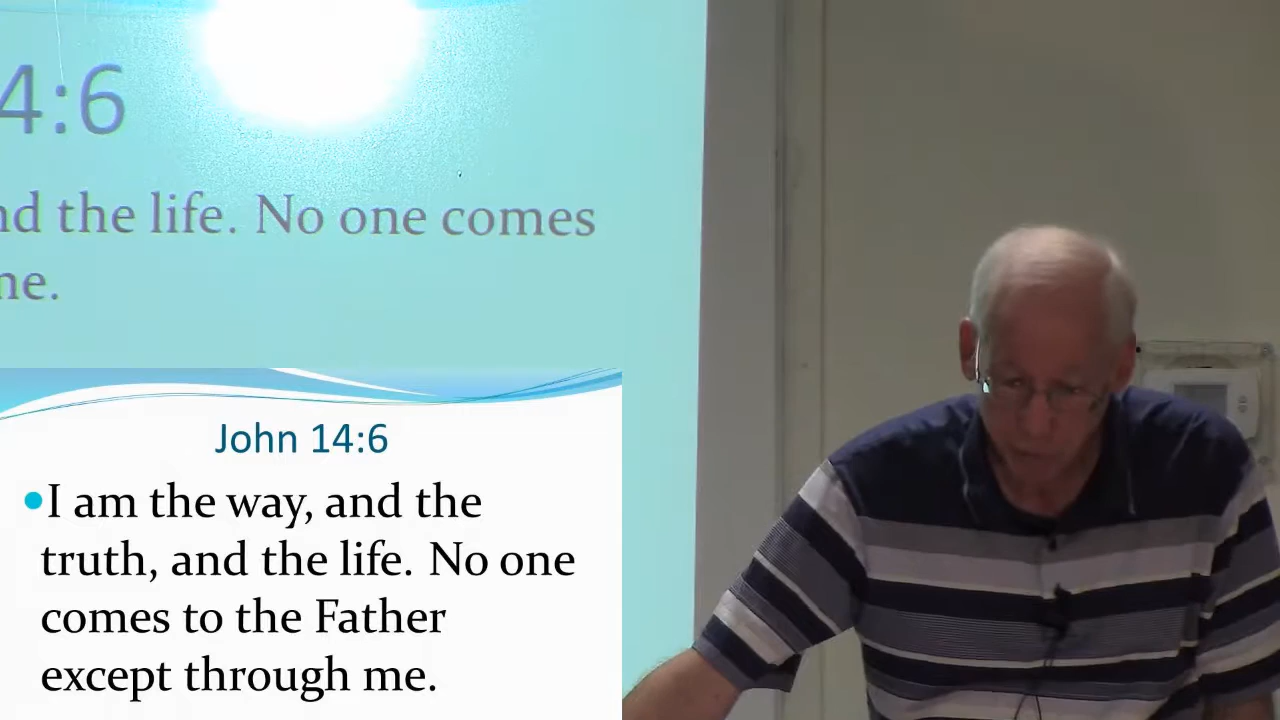 4:6
nd the life. No one comes
ne.
John 14:6
•I am the way, and the
truth, and the life. No one
comes to the Father
except through me.